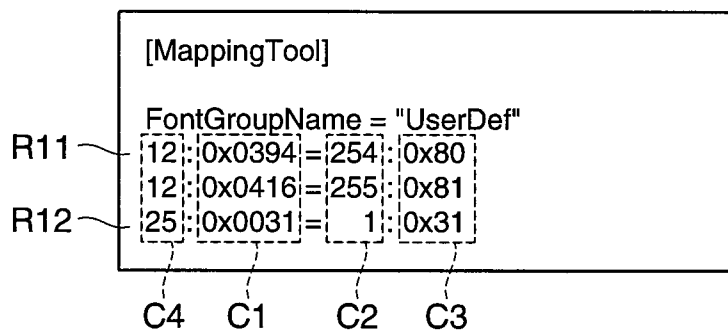 [MappingTool]
FontGroupName = "UserDef"
R11 12:0x0394=254:0x80
12:0x0416=255:0x81
R12 25:0x0031= 1:0x31
C4 C1 C2 C3